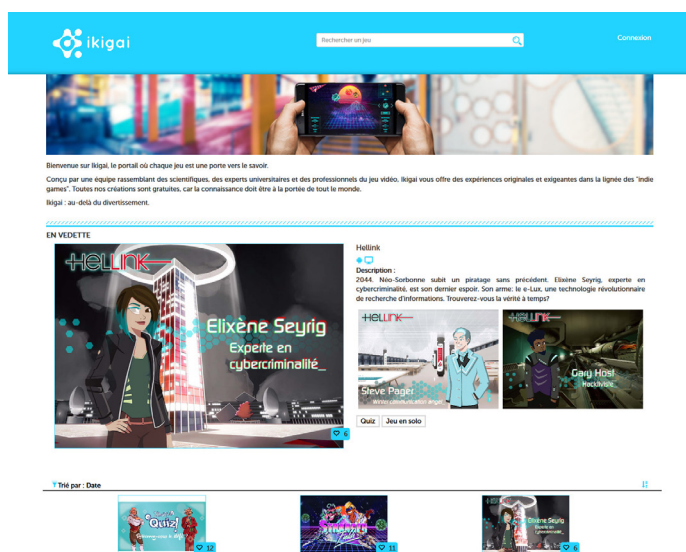 ikigai
Rechercher un jeu
Connexion
Bienvenue sur Ikigai, le portail où chaque jeu est une porte vers le savoir.
Conçu par une équipe rassemblant des scientifiques, des experts universitaires et des professionnels du jeu vidéo, Ikigai vous offre des expériences originales et exigeantes dans la lignée des "indie
games". Toutes nos créations sont gratuites, car la connaissance doit être à la portée de tout le monde.
Ikigai : au-delà du divertissement.
EN VEDETTE
HELLINK
Elixène Seyrig
Experte en
cybercriminalité_
6
Hellink
Description :
2044. Néo-Sorbonne subit un piratage sans précédent. Elixène Seyrig, experte en
cybercriminalité, est son dernier espoir. Son arme: le e-Lux, une technologie révolutionnaire
de recherche d'informations. Trouverez-vous la vérité à temps?
HELLINK
Steve Pager
HELLINK
Gary Host
Hacktiviste_
Quiz
Jeu en solo
Trié par : Date
Quiz!
12
11
Elixène Seyrig
Experte en
6